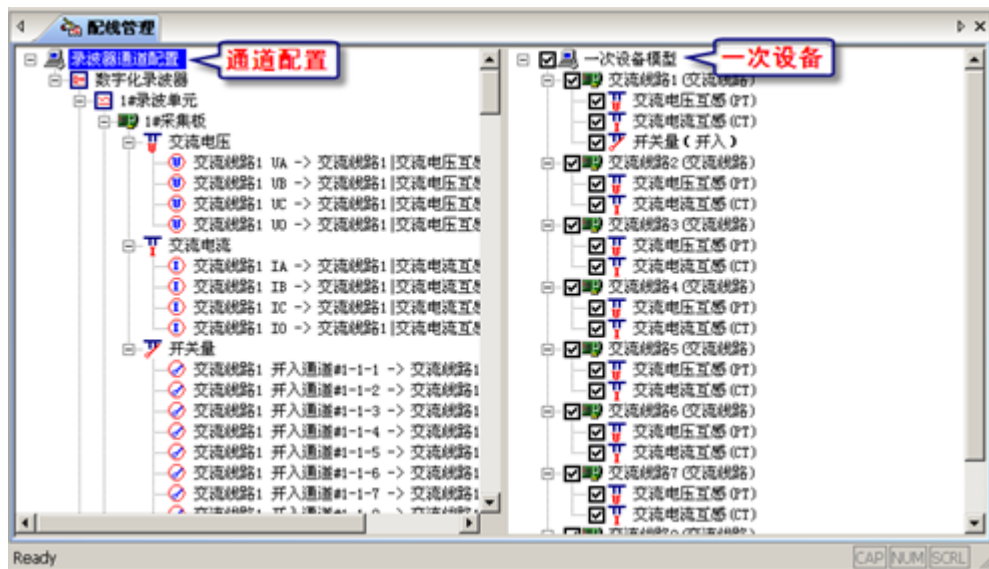 配线管理
录波器通道配置
通道配置
数字化录波器
1#录波单元
1#采集板
交流电压
交流线路1 UA -> 交流线路1|交流电压互感
交流线路1 UB -> 交流线路1|交流电压互感
交流线路1 UC -> 交流线路1|交流电压互感
交流线路1 UO -> 交流线路1|交流电压互感
交流电流
交流线路1 IA -> 交流线路1|交流电流互感
交流线路1 IB -> 交流线路1|交流电流互感
交流线路1 IC -> 交流线路1|交流电流互感
交流线路1 IO -> 交流线路1|交流电流互感
开关量
交流线路1 开入通道#1-1-1 -> 交流线路1
交流线路1 开入通道#1-1-2 -> 交流线路1
交流线路1 开入通道#1-1-3 -> 交流线路1
交流线路1 开入通道#1-1-4 -> 交流线路1
交流线路1 开入通道#1-1-5 -> 交流线路1
交流线路1 开入通道#1-1-6 -> 交流线路1
交流线路1 开入通道#1-1-7 -> 交流线路1
一次设备模型
一次设备
交流线路1(交流线路)
交流电压互感(PT)
交流电流互感(CT)
开关量(开入)
交流线路2(交流线路)
交流电压互感(PT)
交流电流互感(CT)
交流线路3(交流线路)
交流电压互感(PT)
交流电流互感(CT)
交流线路4(交流线路)
交流电压互感(PT)
交流电流互感(CT)
交流线路5(交流线路)
交流电压互感(PT)
交流电流互感(CT)
交流线路6(交流线路)
交流电压互感(PT)
交流电流互感(CT)
交流线路7(交流线路)
交流电压互感(PT)
交流电流互感(CT)
Ready
CAP NUM SCRL